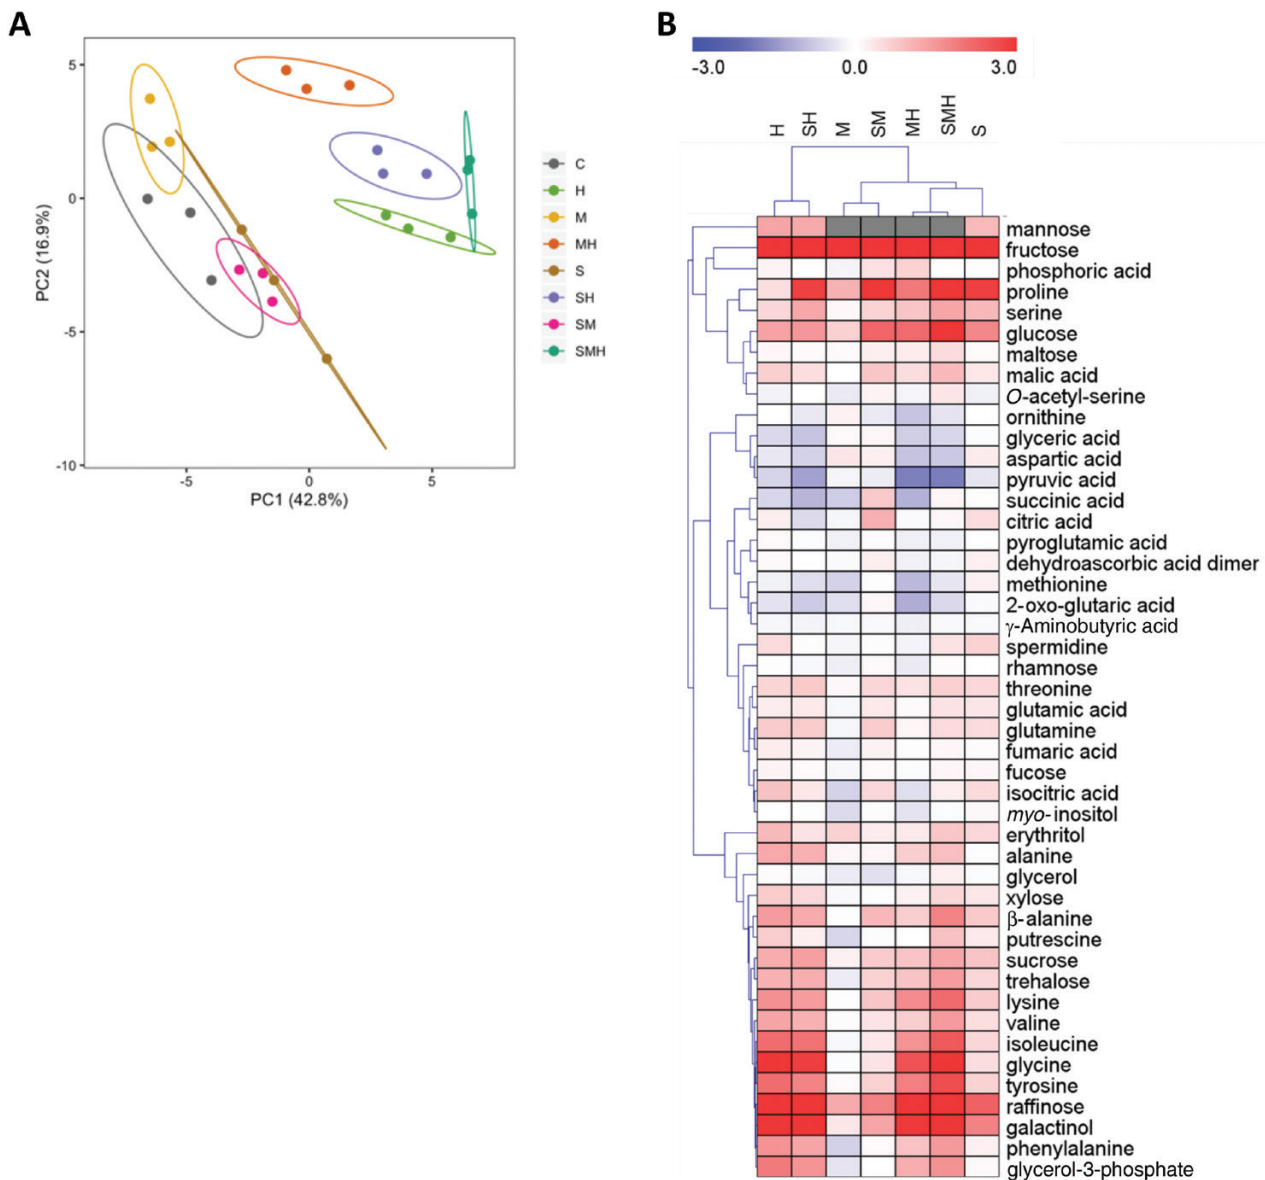 A
5
0
-5
-10
PC2 (16.9%)
-5
0
5
PC1 (42.8%)
C
H
M
MH
S
SH
SM
SMH
B
-3.0
0.0
3.0
H
SH
M
SM
MH
SMH
S
mannose
fructose
phosphoric acid
proline
serine
glucose
maltose
malic acid
O-acetyl-serine
ornithine
glyceric acid
aspartic acid
pyruvic acid
succinic acid
citric acid
pyroglutamic acid
dehydroascorbic acid dimer
methionine
2-oxo-glutaric acid
γ-Aminobutyric acid
spermidine
rhamnose
threonine
glutamic acid
glutamine
fumaric acid
fucose
isocitric acid
myo-inositol
erythritol
alanine
glycerol
xylose
β-alanine
putrescine
sucrose
trehalose
lysine
valine
isoleucine
glycine
tyrosine
raffinose
galactinol
phenylalanine
glycerol-3-phosphate